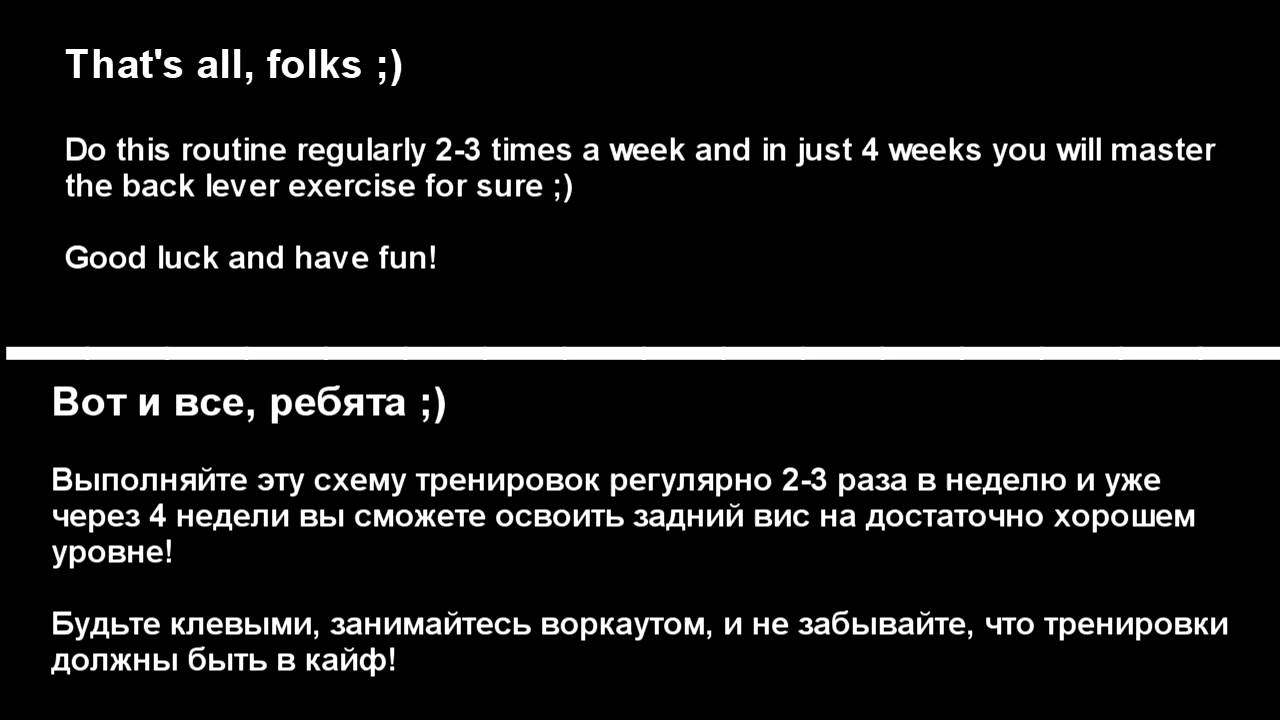 That's all, folks ;)
Do this routine regularly 2-3 times a week and in just 4 weeks you will master
the back lever exercise for sure ;)
Good luck and have fun!
Вот и все, ребята ;)
Выполняйте эту схему тренировок регулярно 2-3 раза в неделю и уже
через 4 недели вы сможете освоить задний вис на достаточно хорошем
уровне!
Будьте клевыми, занимайтесь воркаутом, и не забывайте, что тренировки
должны быть в кайф!